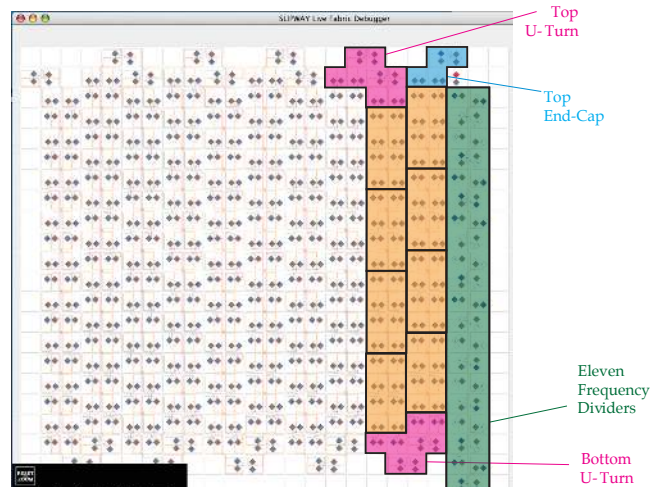 SLIPWAY Live Fabric Debugger
Top
U-Turn
Top
End-Cap
Eleven
Frequency
Dividers
Bottom
U-Turn